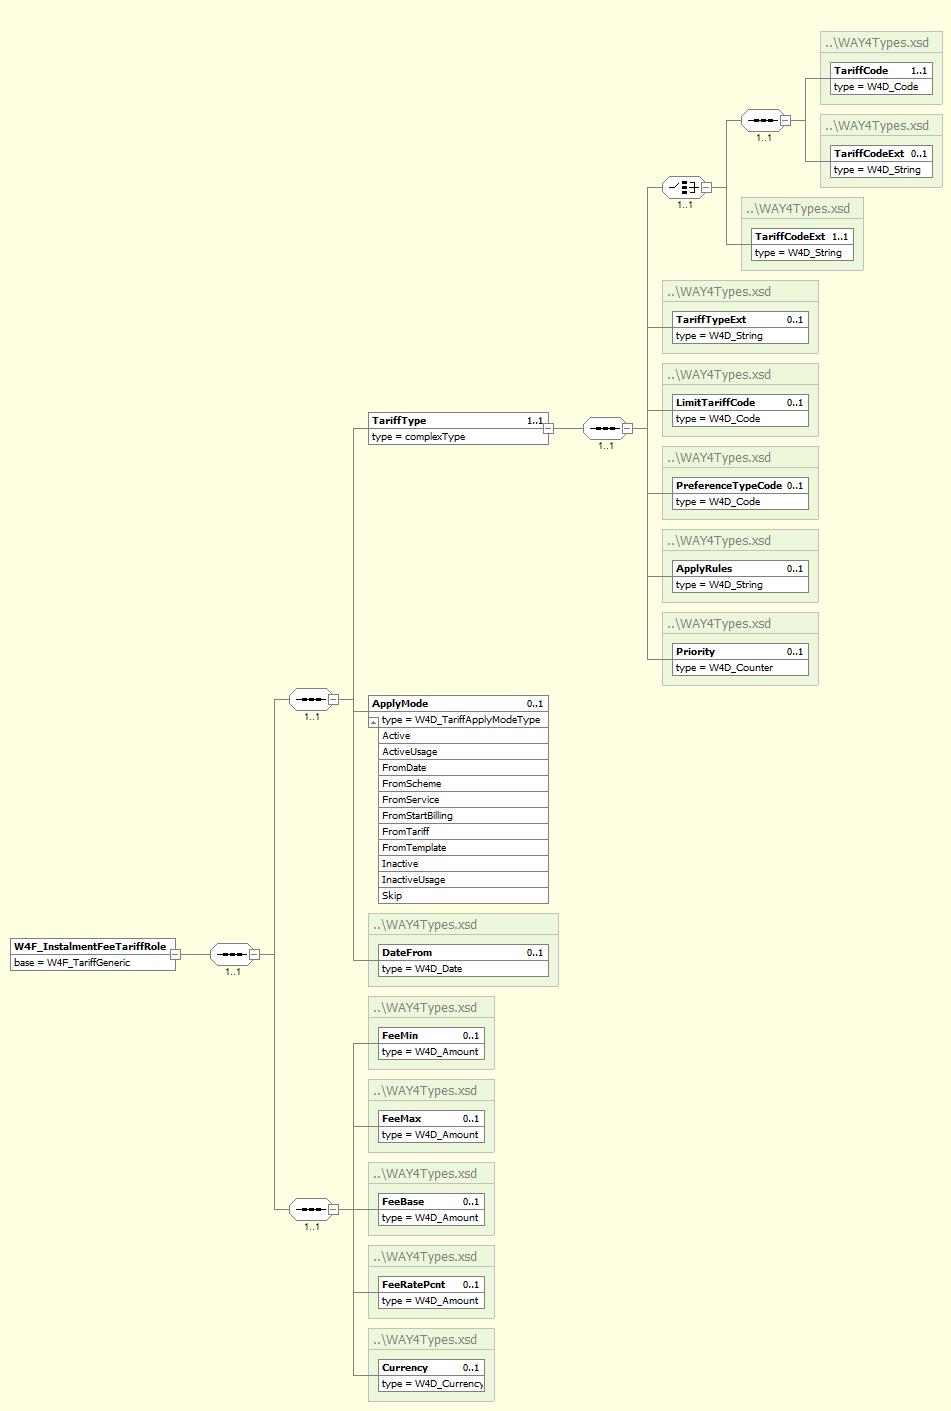 ..\WAY4Types.xsd
TariffCode 1..1
type = W4D_Code
..\WAY4Types.xsd
TariffCodeExt 0..1
type = W4D_String
1..1
1..1
..\WAY4Types.xsd
TariffCodeExt 1..1
type = W4D_String
..\WAY4Types.xsd
TariffTypeExt 0..1
type = W4D_String
..\WAY4Types.xsd
LimitTariffCode 0..1
type = W4D_Code
TariffType 1..1
type = complexType
1..1
..\WAY4Types.xsd
PreferenceTypeCode 0..1
type = W4D_Code
..\WAY4Types.xsd
ApplyRules 0..1
type = W4D_String
..\WAY4Types.xsd
Priority 0..1
type = W4D_Counter
1..1
ApplyMode 0..1
type = W4D_TariffApplyModeType
Active
ActiveUsage
FromDate
FromScheme
FromService
FromStartBilling
FromTariff
FromTemplate
Inactive
InactiveUsage
Skip
W4F_InstalmentFeeTariffRole
base = W4F_TariffGeneric
1..1
..\WAY4Types.xsd
DateFrom 0..1
type = W4D_Date
..\WAY4Types.xsd
FeeMin 0..1
type = W4D_Amount
..\WAY4Types.xsd
FeeMax 0..1
type = W4D_Amount
..\WAY4Types.xsd
FeeBase 0..1
type = W4D_Amount
1..1
..\WAY4Types.xsd
FeeRatePcnt 0..1
type = W4D_Amount
..\WAY4Types.xsd
Currency 0..1
type = W4D_Currency